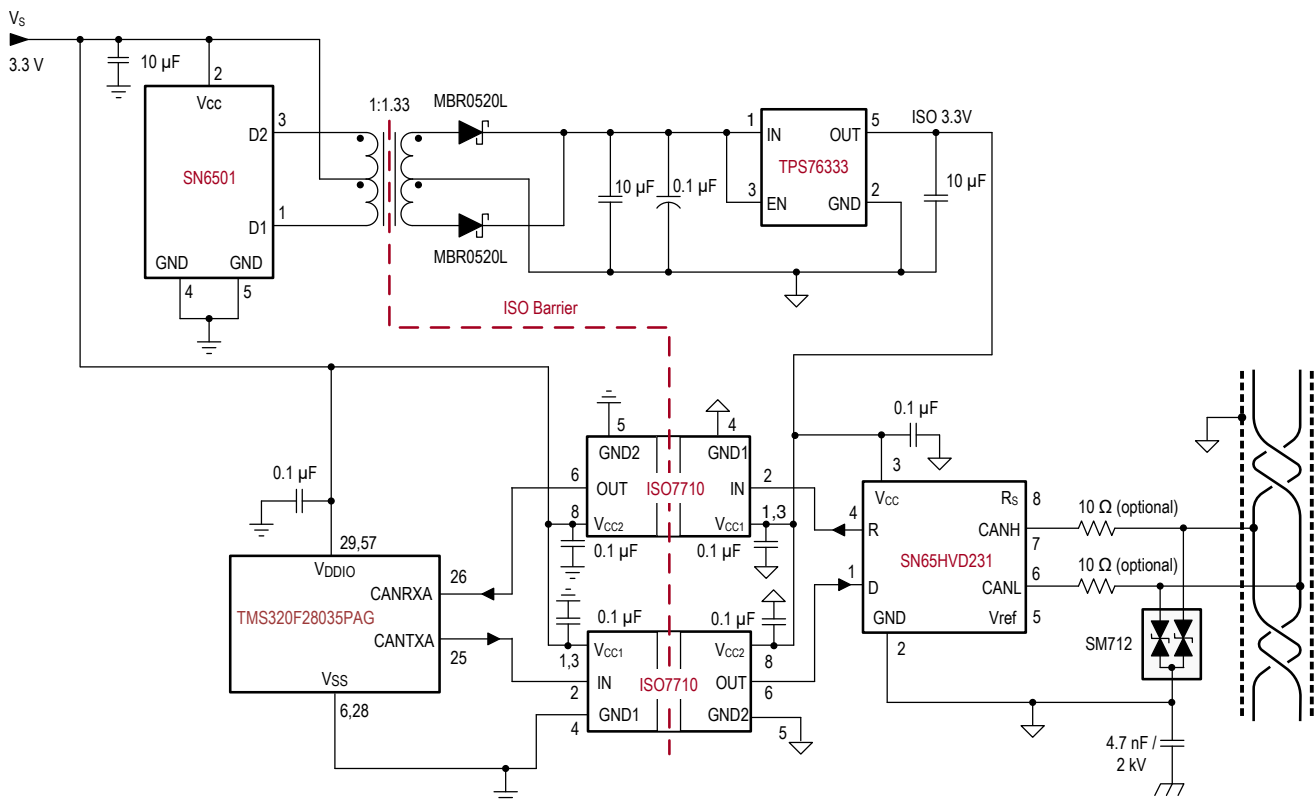 VS
3.3 V
10 µF
2
Vcc
D2
3
SN6501
D1
1
GND
GND
4
5
1:1.33
MBR0520L
MBR0520L
10 µF
0.1 µF
1
IN
OUT
5
TPS76333
3
EN
GND
2
ISO 3.3V
10 µF
ISO Barrier
5
GND2
4
GND1
6
OUT
ISO7710
IN
2
8
VCC2
VCC1
1,3
0.1 µF
0.1 µF
0.1 µF
29,57
VDDIO
CANRXA
26
TMS320F28035PAG
CANTXA
25
VSS
6,28
0.1 µF
0.1 µF
1,3
VCC1
VCC2
8
2
IN
ISO7710
OUT
6
4
GND1
GND2
5
0.1 µF
3
VCC
RS
8
4
R
CANH
7
SN65HVD231
1
D
CANL
6
GND
Vref
5
2
10 Ω (optional)
10 Ω (optional)
SM712
4.7 nF /
2 kV